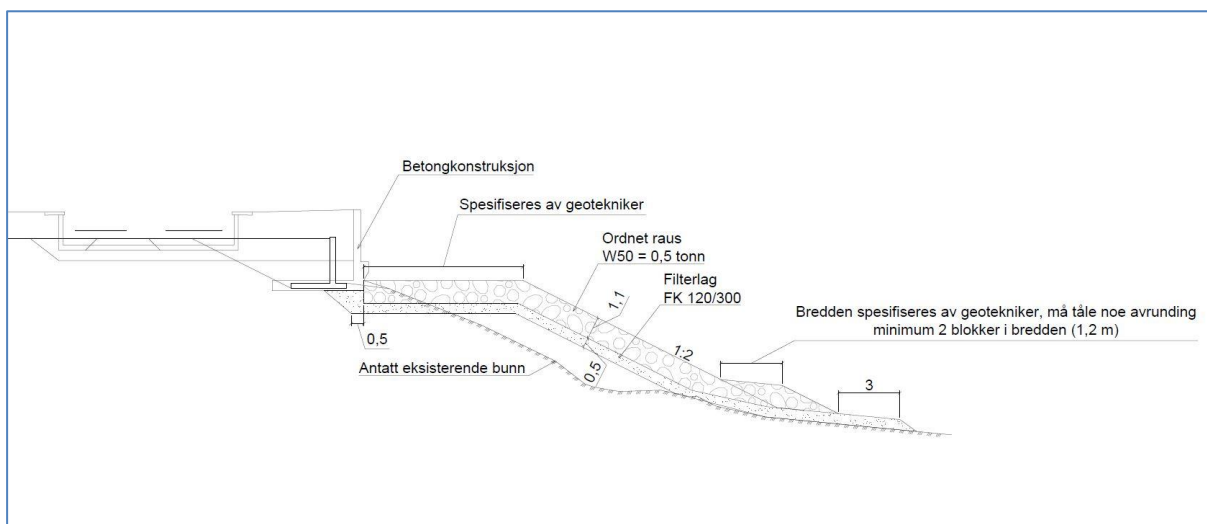 Betongkonstruksjon
Spesifiseres av geotekniker
Ordnet raus
W50 = 0,5 tonn
Filterlag
FK 120/300
1,1
Bredden spesifiseres av geotekniker, må tåle noe avrunding
minimum 2 blokker i bredden (1,2 m)
0,5
1:2
Antatt eksisterende bunn
0,5
3